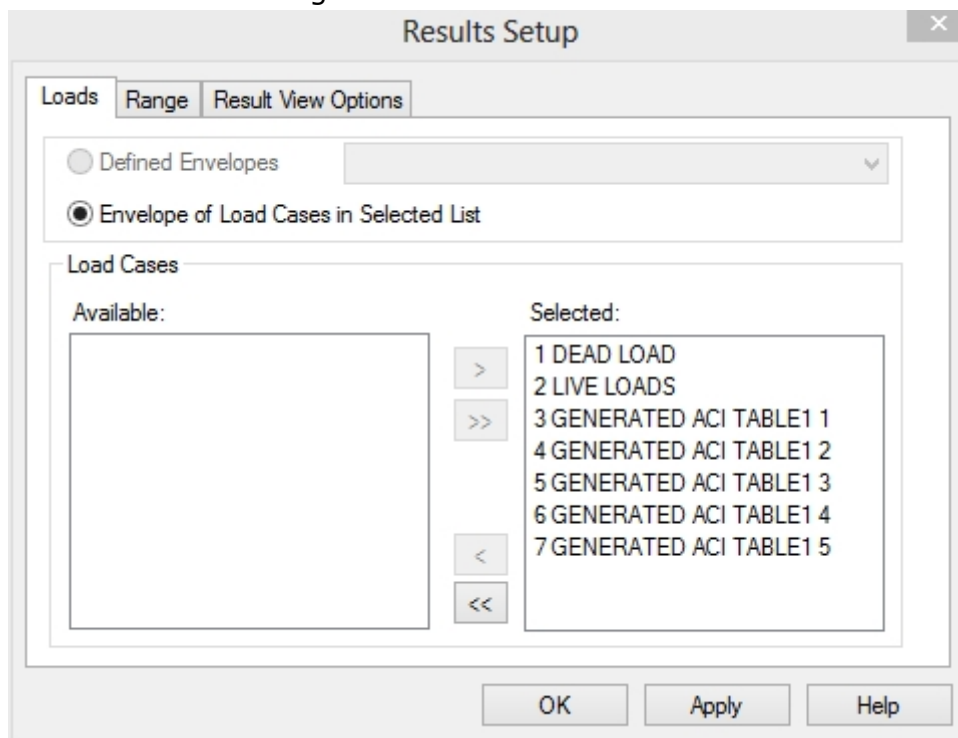 Results Setup
Loads Range Result View Options
Defined Envelopes
Envelope of Load Cases in Selected List
Load Cases
Available:
Selected:
>
>>
<
<<
1 DEAD LOAD
2 LIVE LOADS
3 GENERATED ACI TABLE1 1
4 GENERATED ACI TABLE1 2
5 GENERATED ACI TABLE1 3
6 GENERATED ACI TABLE1 4
7 GENERATED ACI TABLE1 5
OK Apply Help